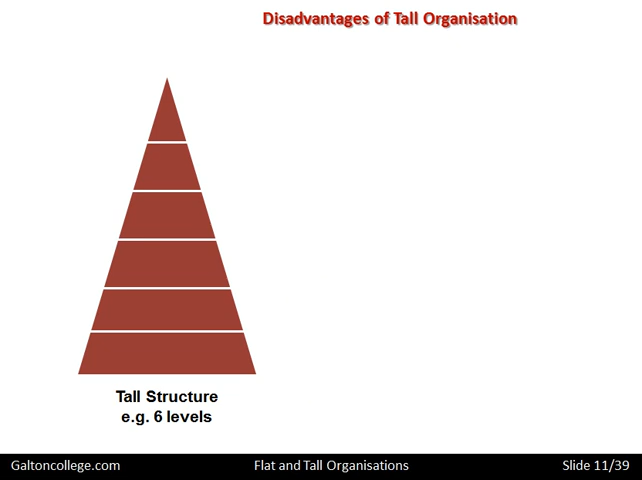 Disadvantages of Tall Organisation
Tall Structure
e.g. 6 levels
Galtoncollege.com
Flat and Tall Organisations
Slide 11/39